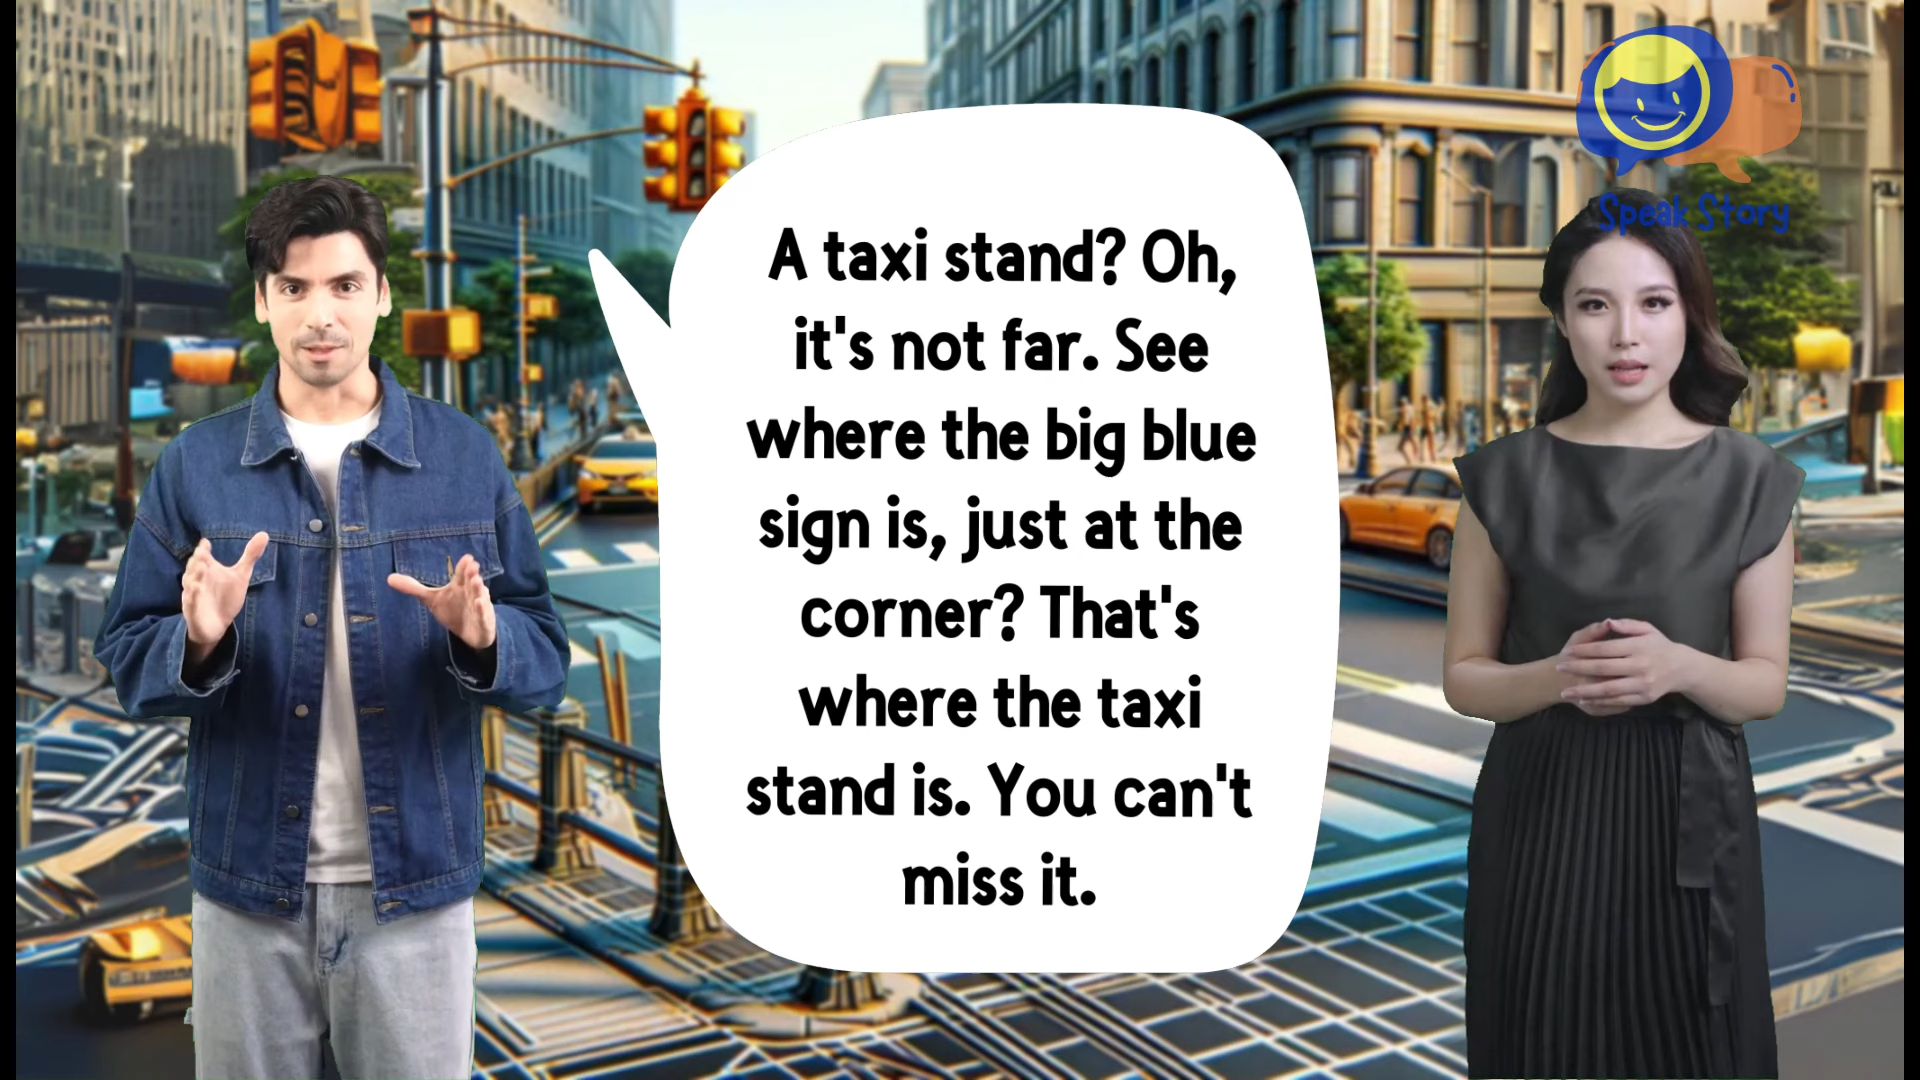 Speak Story
A taxi stand? Oh,
it's not far. See
where the big blue
sign is, just at the
corner? That's
where the taxi
stand is. You can't
miss it.